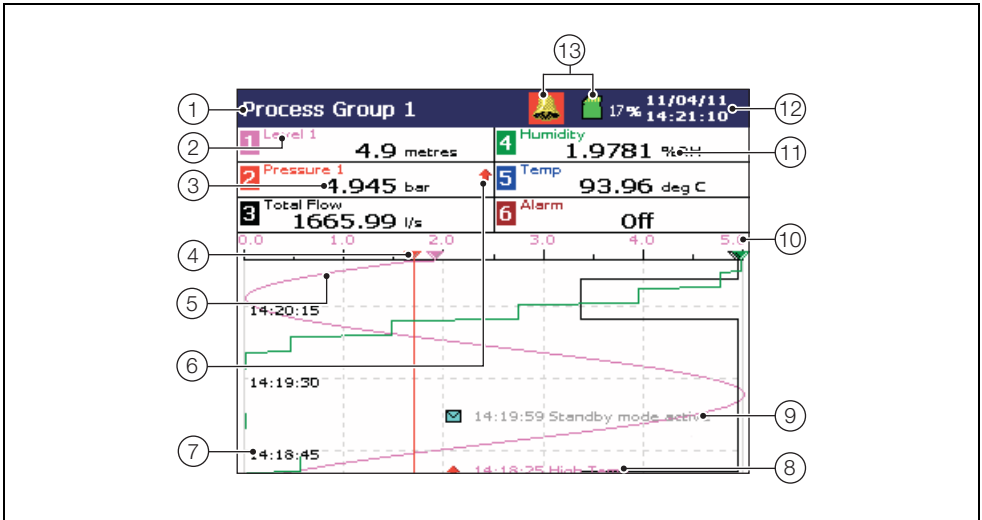 13
1 Process Group 1 17% 11/04/11 12
14:21:10
2 1 Level 1 4.9 metres 4 Humidity 1.9781 %RH 11
3 2 Pressure 1 4.945 bar 5 Temp 93.96 deg C
3 Total Flow 1665.99 l/s 6 Alarm Off
4 0.0 1.0 2.0 3.0 4.0 5.0 10
5
14:20:15
6
14:19:30
14:19:59 Standby mode 9
7 14:18:45
14:18:25 High 8